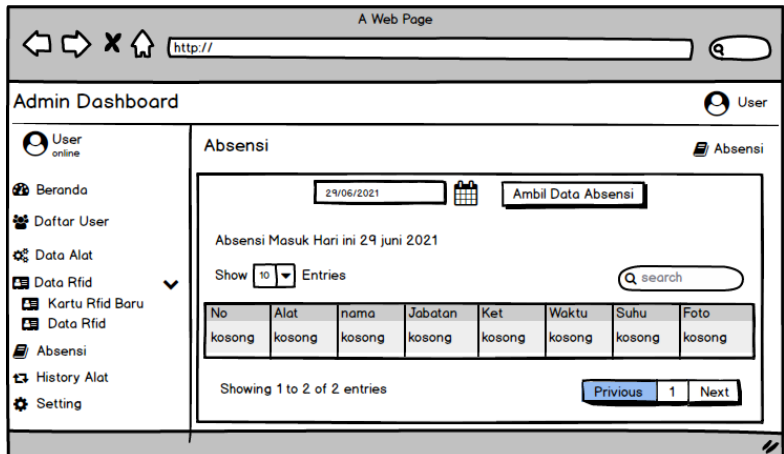 A Web Page
http://
Admin Dashboard
User
User
online
Beranda
Daftar User
Data Alat
Data Rfid
Kartu Rfid Baru
Data Rfid
Absensi
History Alat
Setting
Absensi
Absensi
29/06/2021
Ambil Data Absensi
Absensi Masuk Hari ini 29 juni 2021
Show 10 Entries
search
No Alat nama Jabatan Ket Waktu Suhu Foto
kosong kosong kosong kosong kosong kosong kosong kosong
Showing 1 to 2 of 2 entries
Privious 1 Next